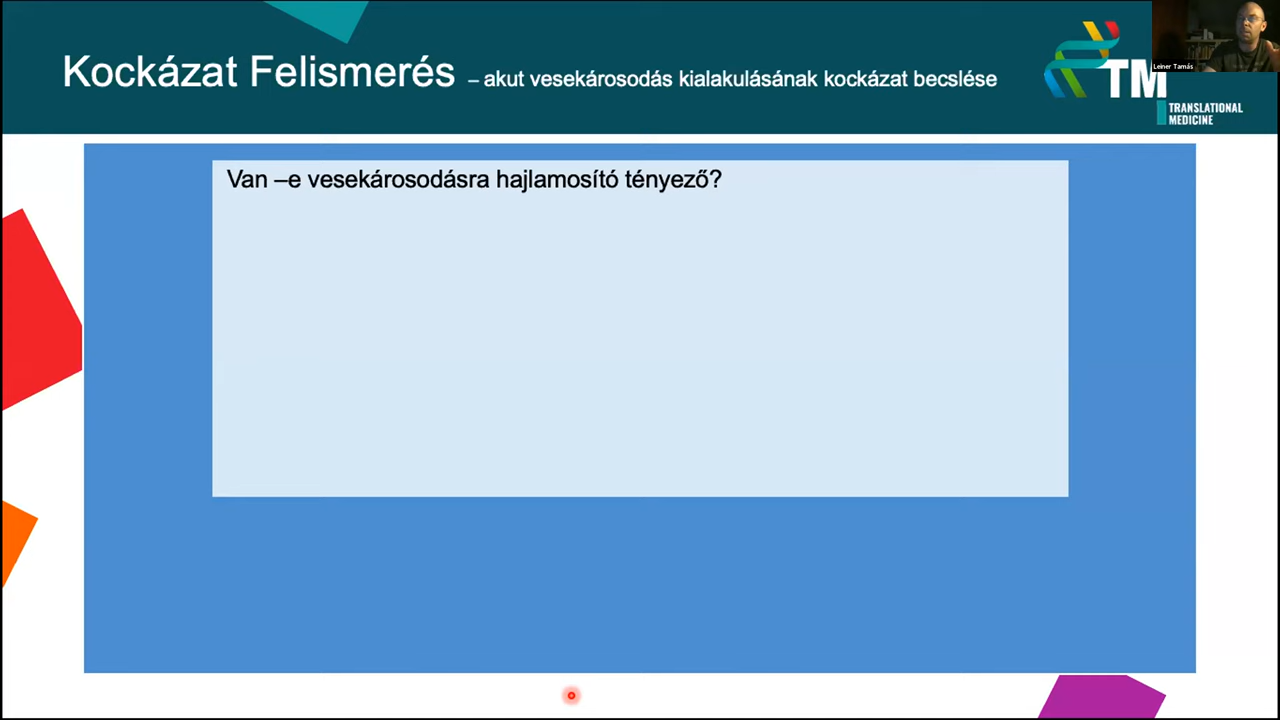 Kockázat Felismerés – akut vesekárosodás kialakulásának kockázat becslése
TM
TRANSLATIONAL
MEDICINE
Leiner Tamás
Van –e vesekárosodásra hajlamosító tényező?